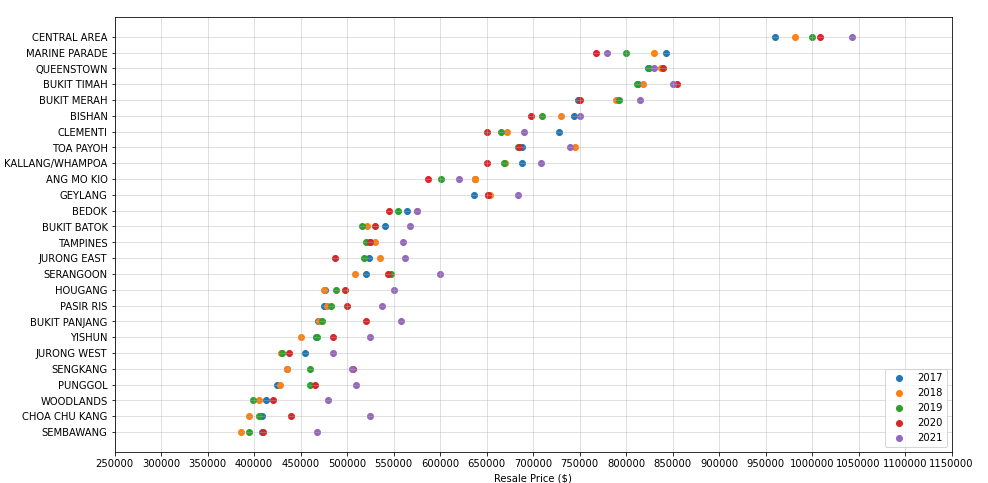 CENTRAL AREA
MARINE PARADE
QUEENSTOWN
BUKIT TIMAH
BUKIT MERAH
BISHAN
CLEMENTI
TOA PAYOH
KALLANG/WHAMPOA
ANG MO KIO
GEYLANG
BEDOK
BUKIT BATOK
TAMPINES
JURONG EAST
SERANGOON
HOUGANG
PASIR RIS
BUKIT PANJANG
YISHUN
JURONG WEST
SENGKANG
PUNGGOL
WOODLANDS
CHOA CHU KANG
SEMBAWANG
2017
2018
2019
2020
2021
250000 300000 350000 400000 450000 500000 550000 600000 650000 700000 750000 800000 850000 900000 950000 1000000 1050000 1100000 1150000
Resale Price ($)